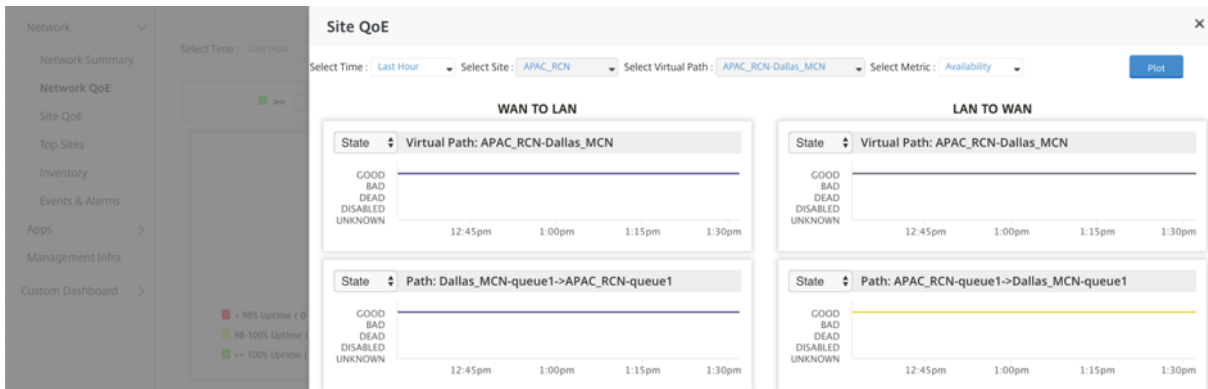 Network
Network Summary
Network QoE
Site QoE
Top Sites
Inventory
Events & Alarms
Apps
Management Infra
Custom Dashboard
Select Time : Last Hour
>=
< 98% Uptime ( 0
98-100% Uptime (
>= 100% Uptime (
Site QoE
×
Select Time : Last Hour Select Site : APAC_RCN Select Virtual Path : APAC_RCN-Dallas_MCN Select Metric : Availability Plot
WAN TO LAN
State Virtual Path: APAC_RCN-Dallas_MCN
GOOD
BAD
DEAD
DISABLED
UNKNOWN
12:45pm 1:00pm 1:15pm 1:30pm
State Path: Dallas_MCN-queue1->APAC_RCN-queue1
GOOD
BAD
DEAD
DISABLED
UNKNOWN
12:45pm 1:00pm 1:15pm 1:30pm
LAN TO WAN
State Virtual Path: APAC_RCN-Dallas_MCN
GOOD
BAD
DEAD
DISABLED
UNKNOWN
12:45pm 1:00pm 1:15pm 1:30pm
State Path: APAC_RCN-queue1->Dallas_MCN-queue1
GOOD
BAD
DEAD
DISABLED
UNKNOWN
12:45pm 1:00pm 1:15pm 1:30pm